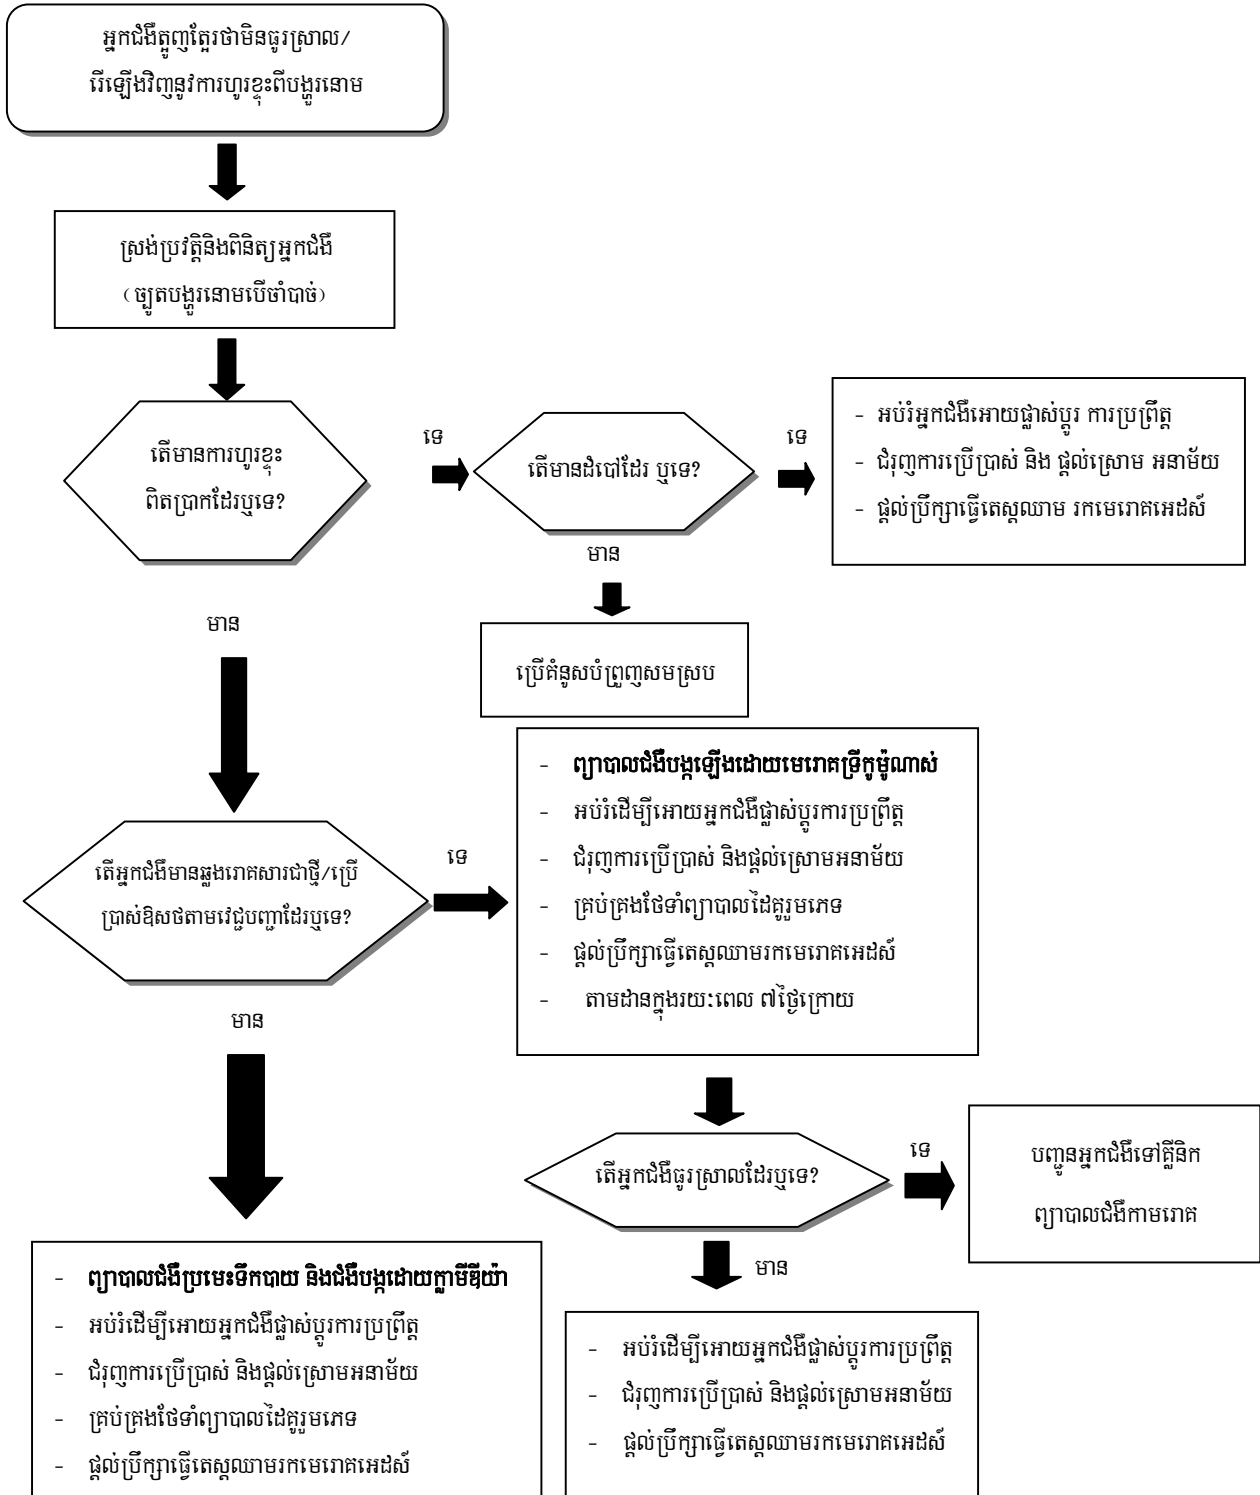 អ្នកជំងឺត្អូញត្អែរថាមិនធូរស្រាល/
រើឡើងវិញនូវការហូរខ្ទុះពីបង្ហួរនោម
ស្រង់ប្រវត្តិនិងពិនិត្យអ្នកជំងឺ
(ច្បូតបង្ហួរនោមបើចាំបាច់)
តើមានការហូរខ្ទុះ
ពិតប្រាកដែរឬទេ?
ទេ
តើមានដំបៅដែរ ឬទេ?
ទេ
- អប់រំអ្នកជំងឺអោយផ្លាស់ប្តូរ ការប្រព្រឹត្ត
- ជំរុញការប្រើប្រាស់ និង ផ្តល់ស្រោម អនាម័យ
- ផ្តល់ប្រឹក្សាធ្វើតេស្តឈាម រកមេរោគអេដស៍
មាន
ប្រើគំនូសបំព្រួញសមស្រប
មាន
តើអ្នកជំងឺមានឆ្លងរោគសារជាថ្មី/ប្រើ
ប្រាស់ឱសថតាមវេជ្ជបញ្ជាដែរឬទេ?
ទេ
- ព្យាបាលជំងឺបង្កឡើងដោយមេរោគទ្រីកូម៉ូណាស់
- អប់រំដើម្បីអោយអ្នកជំងឺផ្លាស់ប្តូរការប្រព្រឹត្ត
- ជំរុញការប្រើប្រាស់ និងផ្តល់ស្រោមអនាម័យ
- គ្រប់គ្រងថែទាំព្យាបាលដៃគូរួមភេទ
- ផ្តល់ប្រឹក្សាធ្វើតេស្តឈាមរកមេរោគអេដស៍
- តាមដានក្នុងរយៈពេល ៧ថ្ងៃក្រោយ
មាន
តើអ្នកជំងឺធូរស្រាលដែរឬទេ?
ទេ
បញ្ជូនអ្នកជំងឺទៅគ្លីនិក
ព្យាបាលជំងឺកាមរោគ
មាន
- ព្យាបាលជំងឺប្រមេះទឹកបាយ និងជំងឺបង្កដោយក្លាមីឌីយ៉ា
- អប់រំដើម្បីអោយអ្នកជំងឺផ្លាស់ប្តូរការប្រព្រឹត្ត
- ជំរុញការប្រើប្រាស់ និងផ្តល់ស្រោមអនាម័យ
- គ្រប់គ្រងថែទាំព្យាបាលដៃគូរួមភេទ
- ផ្តល់ប្រឹក្សាធ្វើតេស្តឈាមរកមេរោគអេដស៍
- អប់រំដើម្បីអោយអ្នកជំងឺផ្លាស់ប្តូរការប្រព្រឹត្ត
- ជំរុញការប្រើប្រាស់ និងផ្តល់ស្រោមអនាម័យ
- ផ្តល់ប្រឹក្សាធ្វើតេស្តឈាមរកមេរោគអេដស៍